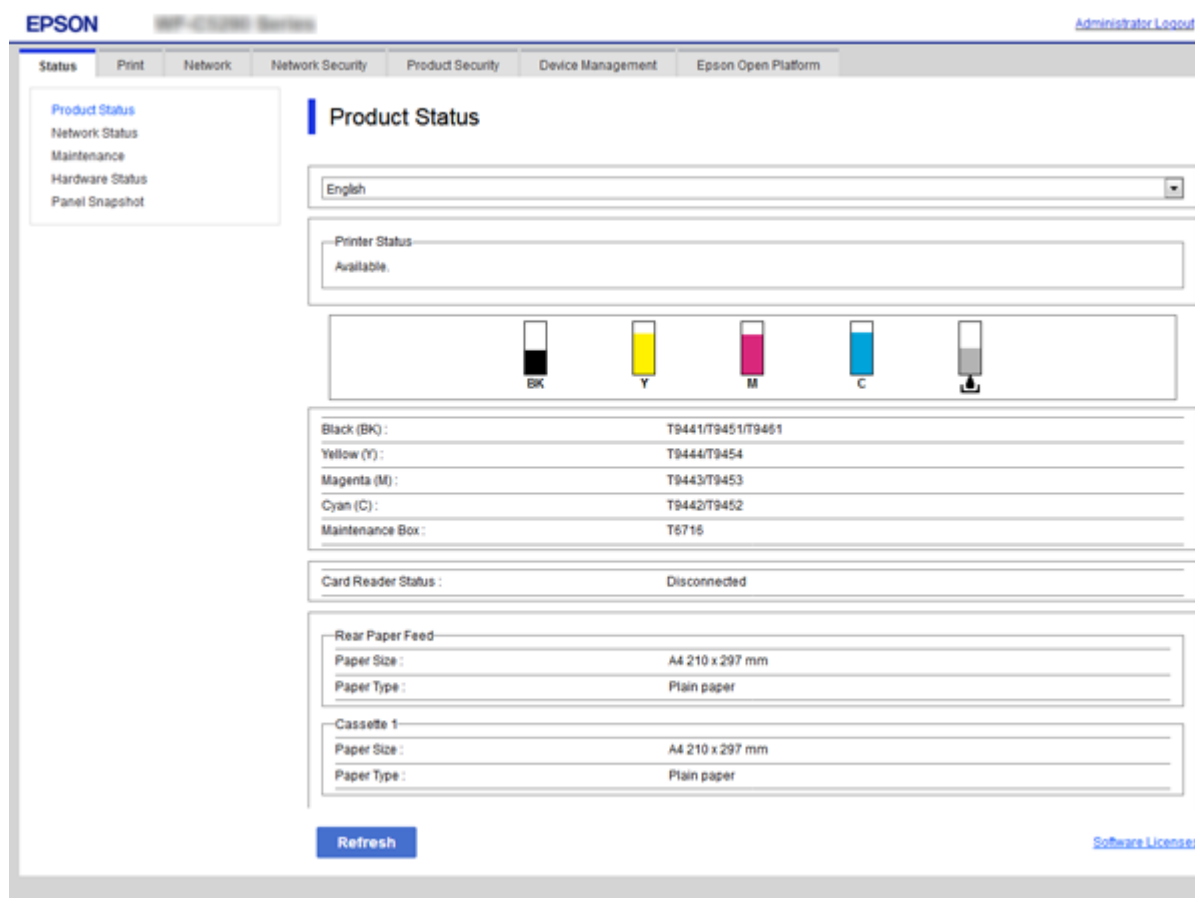 EPSON
Administrator Logout
Status Print Network Network Security Product Security Device Management Epson Open Platform
Product Status
Network Status
Maintenance
Hardware Status
Panel Snapshot
Product Status
English
Printer Status
Available.
BK Y M C
Black (BK) : T9441/T9451/T9461
Yellow (Y) : T9444/T9454
Magenta (M) : T9443/T9453
Cyan (C) : T9442/T9452
Maintenance Box : T6716
Card Reader Status : Disconnected
Rear Paper Feed
Paper Size : A4 210 x 297 mm
Paper Type : Plain paper
Cassette 1
Paper Size : A4 210 x 297 mm
Paper Type : Plain paper
Refresh
Software Licenses